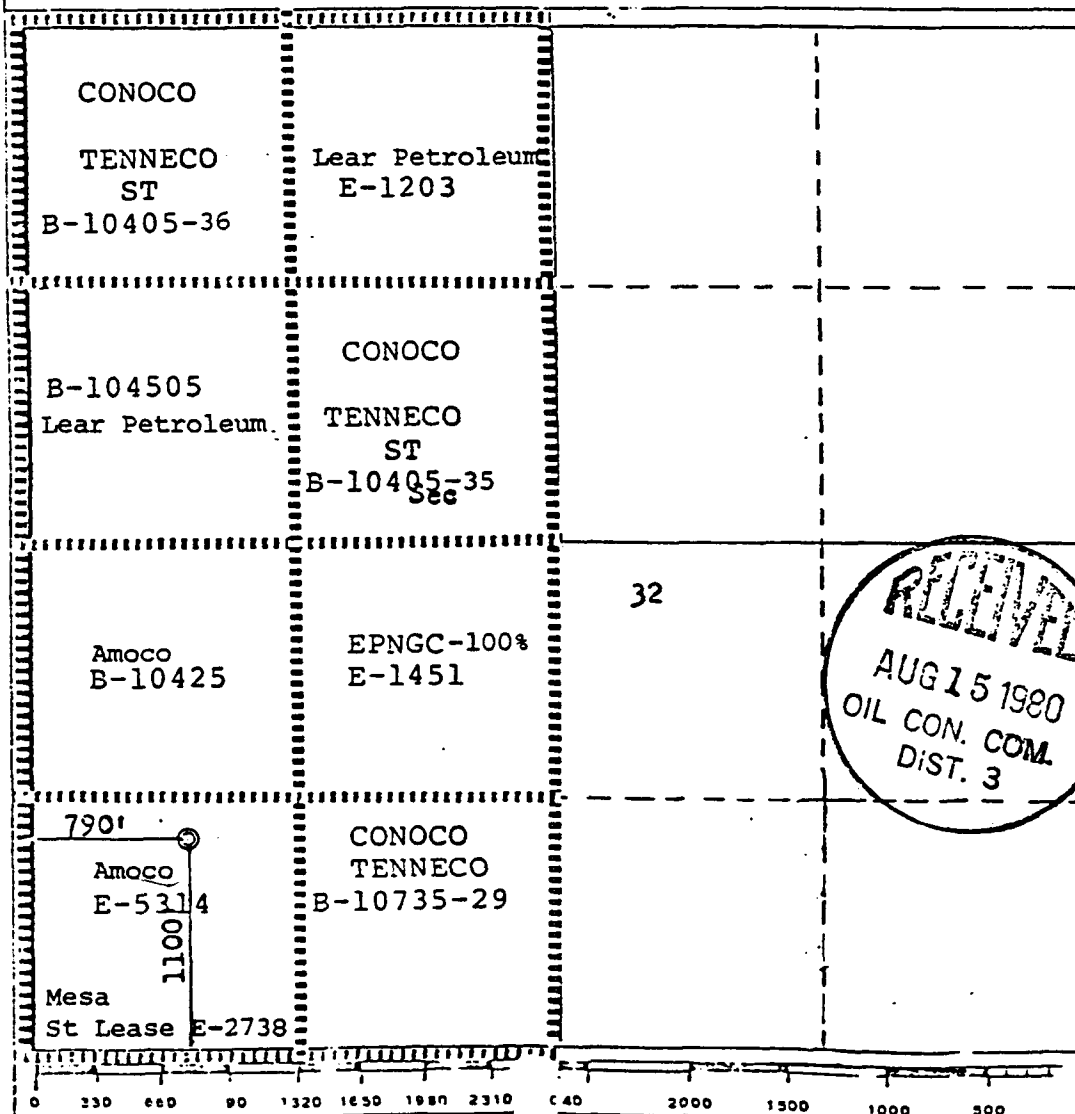 CONOCO
TENNECO
ST
B-10405-36
Lear Petroleum
E-1203
B-104505
Lear Petroleum
CONOCO
TENNECO
ST
B-10405-35
Sec
32
Amoco
B-10425
EPNGC-100%
E-1451
RECEIVED
AUG 15 1980
OIL CON. COM.
DIST. 3
790'
Amoco
E-5314
1100
Mesa
St Lease E-2738
CONOCO
TENNECO
B-10735-29
0 330 660 90 1320 1650 1980 2310 2000 1500 1000 500